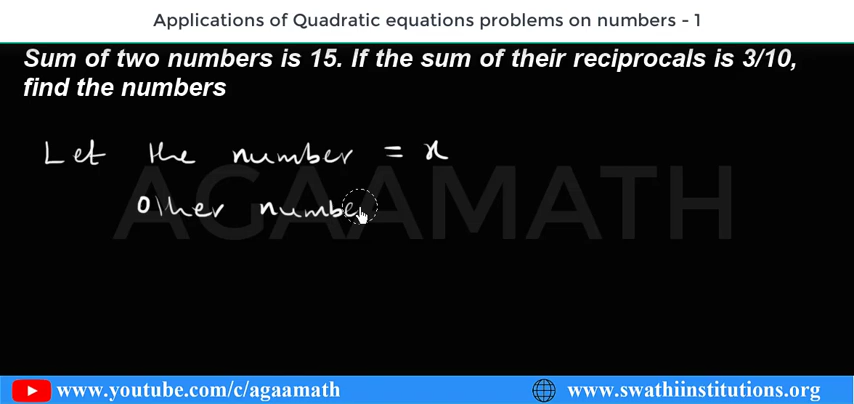 Applications of Quadratic equations problems on numbers - 1
Sum of two numbers is 15. If the sum of their reciprocals is 3/10,
find the numbers
Let the number = x
Other numbe
AGAAMATH
www.youtube.com/c/agaamath www.swathiinstitutions.org